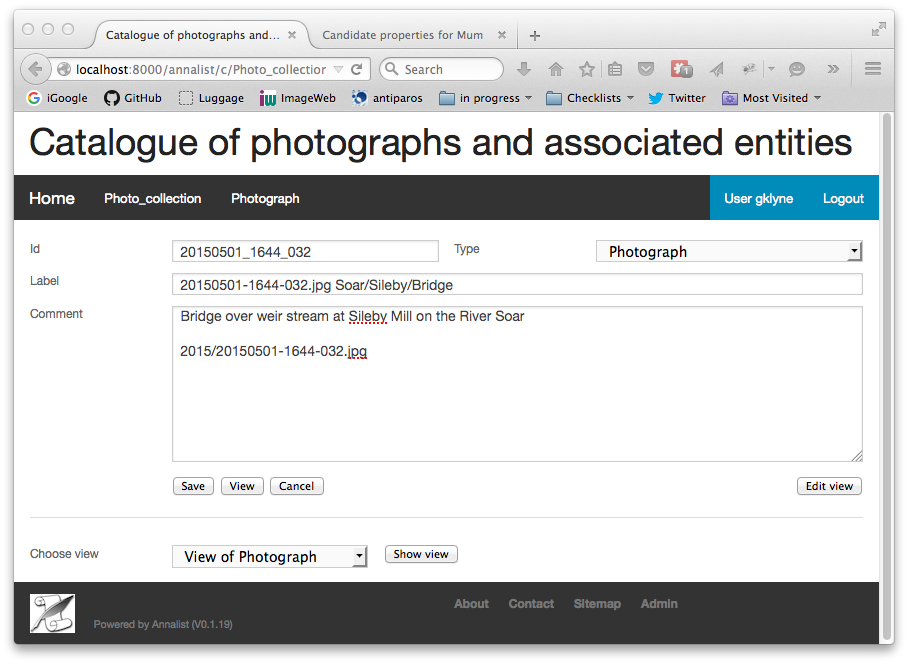 Catalogue of photographs and...
Candidate properties for Mum
localhost:8000/annalist/c/Photo_collection
Search
1
iGoogle GitHub Luggage ImageWeb antiparos in progress Checklists Twitter Most Visited
Catalogue of photographs and associated entities
Home Photo_collection Photograph User gklyne Logout
Id 20150501_1644_032 Type Photograph
Label 20150501-1644-032.jpg Soar/Sileby/Bridge
Comment Bridge over weir stream at Sileby Mill on the River Soar
2015/20150501-1644-032.jpg
Save View Cancel Edit view
Choose view View of Photograph Show view
About Contact Sitemap Admin
Powered by Annalist (V0.1.19)